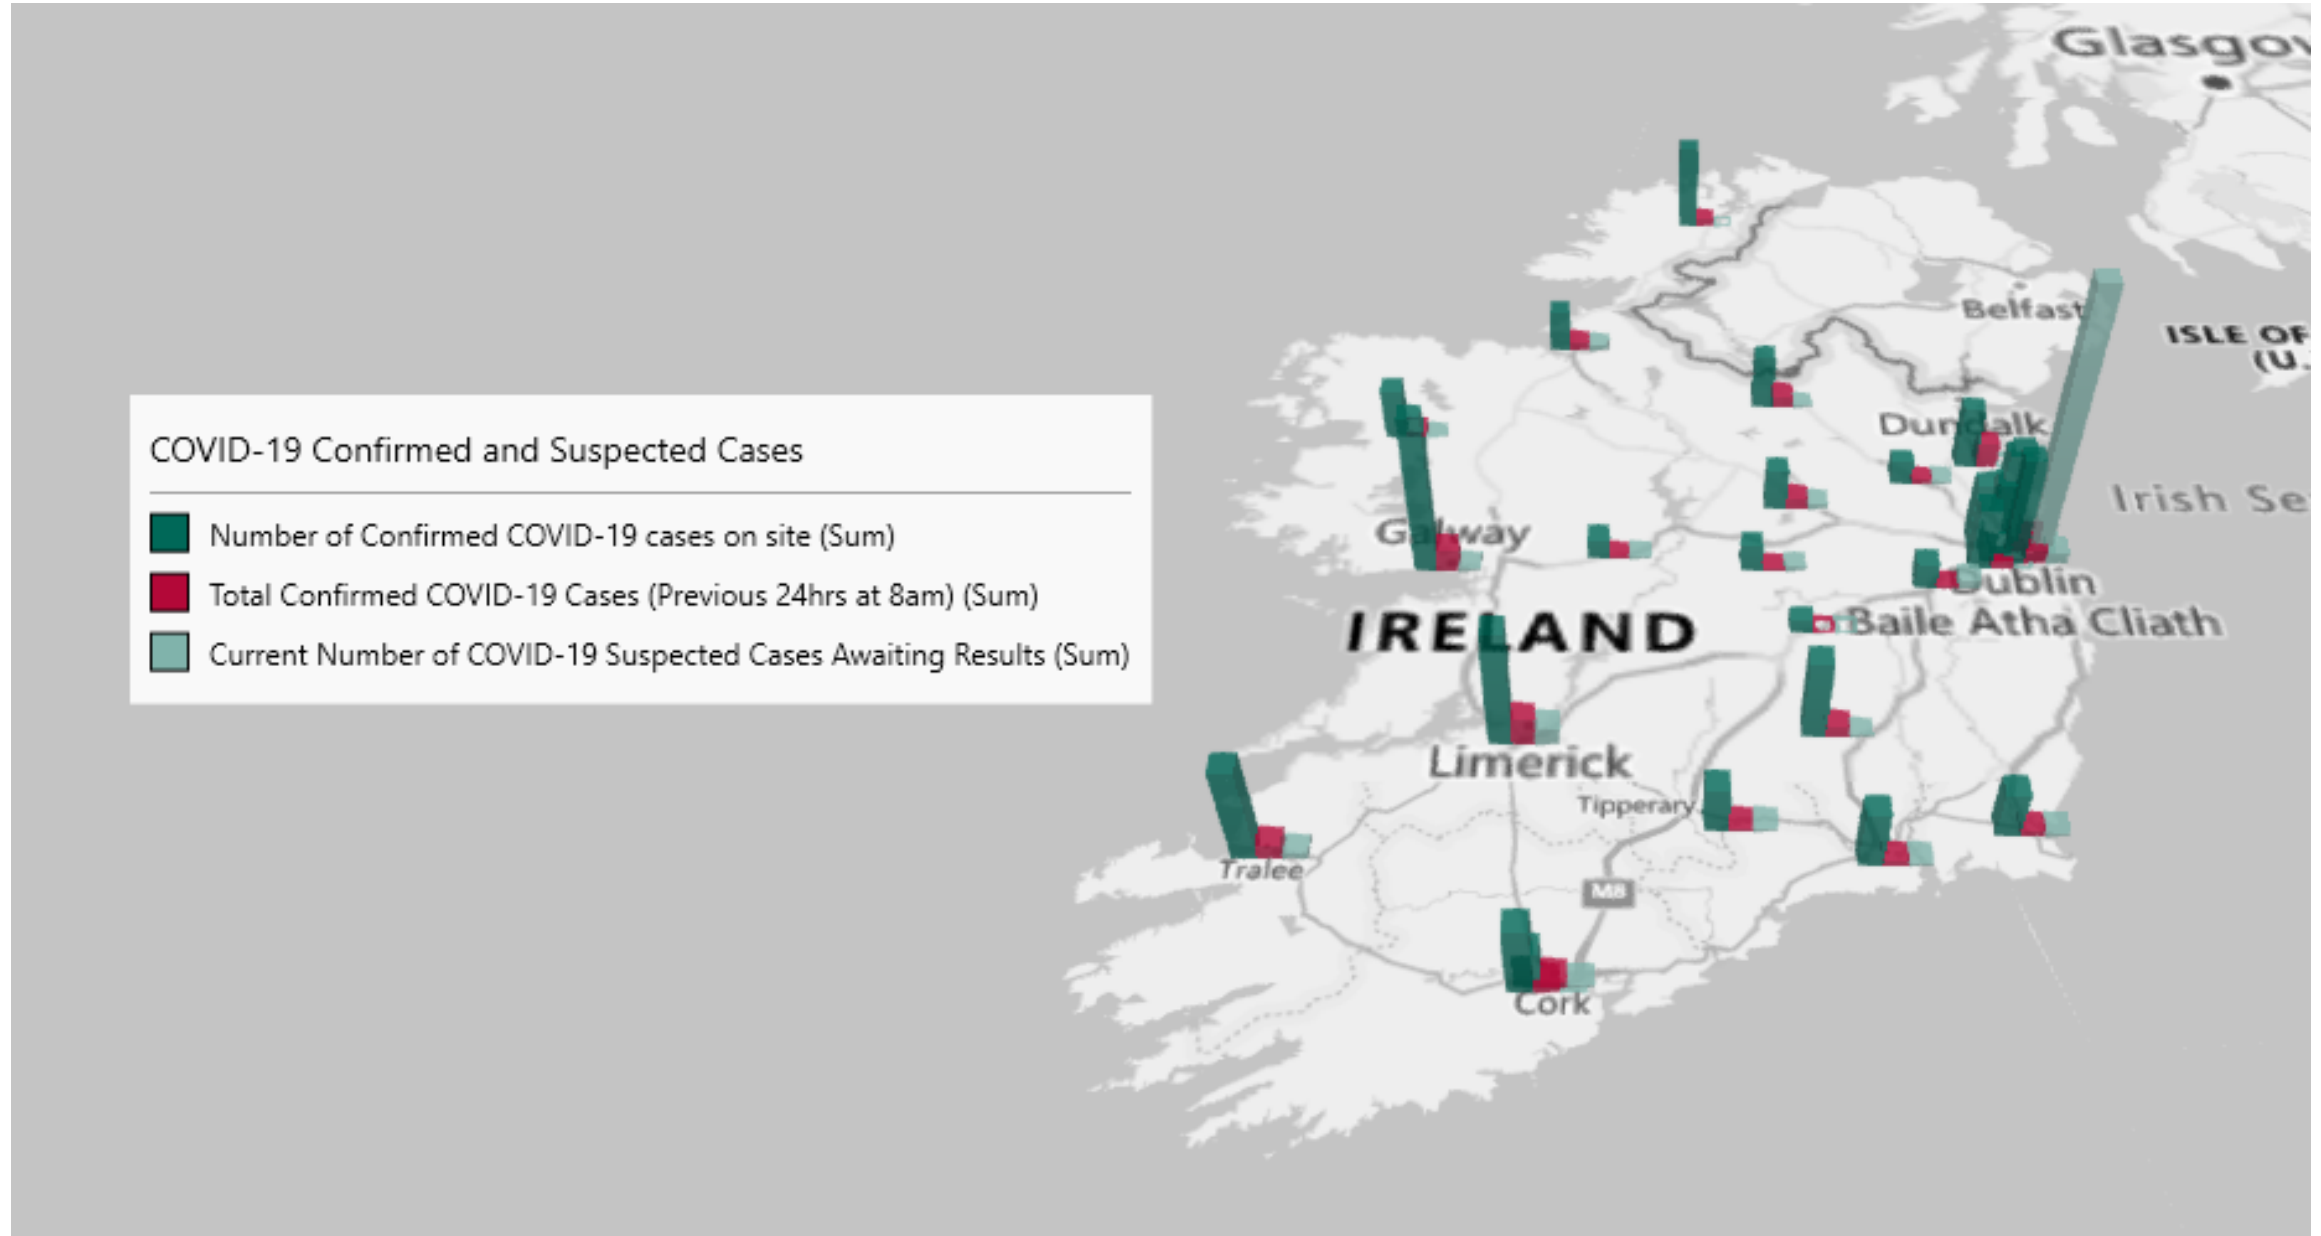 Glasgow
Belfast
ISLE OF
(U.
Dundalk
Irish Se
COVID-19 Confirmed and Suspected Cases
Number of Confirmed COVID-19 cases on site (Sum)
Total Confirmed COVID-19 Cases (Previous 24hrs at 8am) (Sum)
Current Number of COVID-19 Suspected Cases Awaiting Results (Sum)
Galway
Dublin
Baile Atha Cliath
IRELAND
Limerick
Tipperary
Tralee
M8
Cork